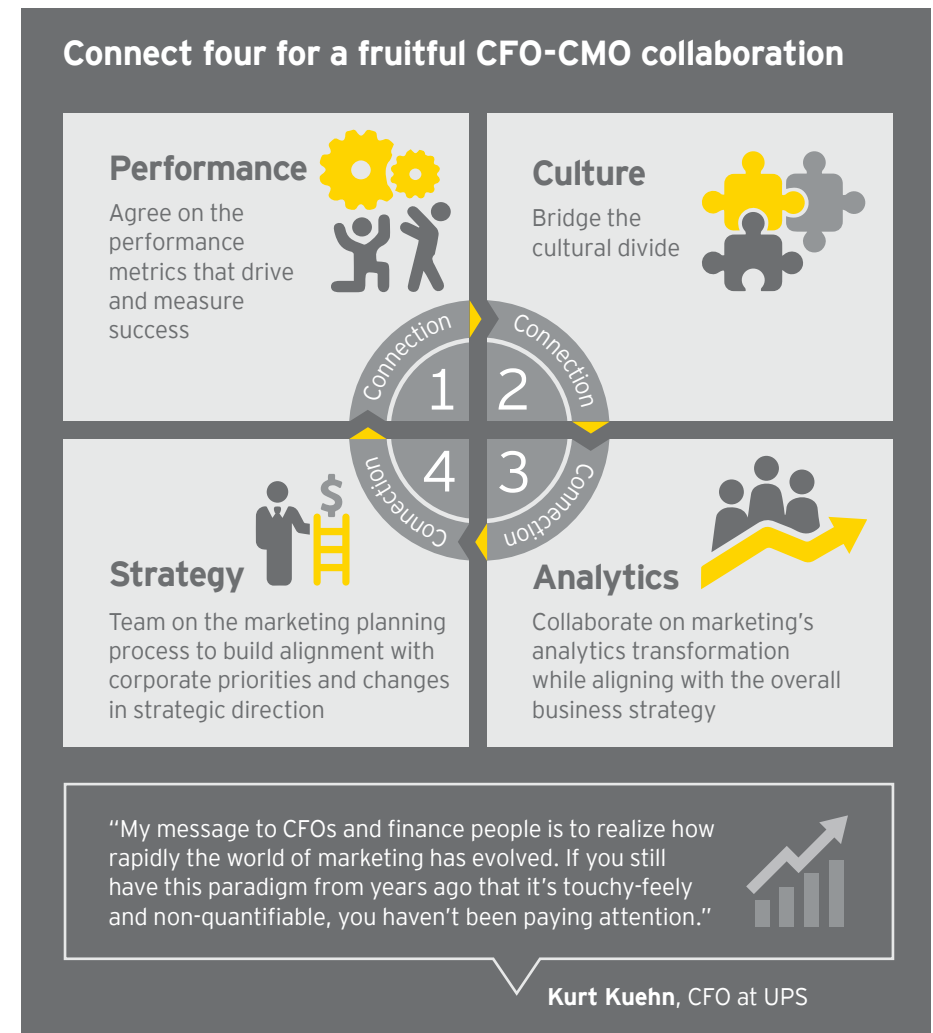 Connect four for a fruitful CFO-CMO collaboration
Performance
Agree on the
performance
metrics that drive
and measure
success
Connection
1
Culture
Bridge the
cultural divide
Connection
2
Analytics
Collaborate on marketing’s
analytics transformation
while aligning with the overall
business strategy
Connection
3
Strategy
$
Team on the marketing planning
process to build alignment with
corporate priorities and changes
in strategic direction
Connection
4
“My message to CFOs and finance people is to realize how
rapidly the world of marketing has evolved. If you still
have this paradigm from years ago that it’s touchy-feely
and non-quantifiable, you haven’t been paying attention.”
Kurt Kuehn, CFO at UPS